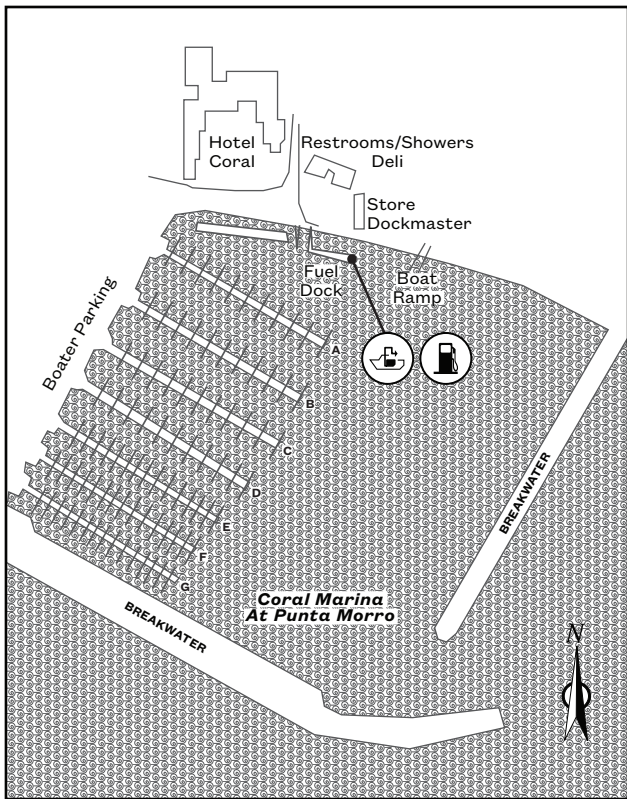 Hotel
Coral
Restrooms/Showers
Deli
Store
Dockmaster
Fuel
Dock
Boat
Ramp
Boater Parking
A
B
C
D
E
F
G
BREAKWATER
BREAKWATER
Coral Marina
At Punta Morro
N